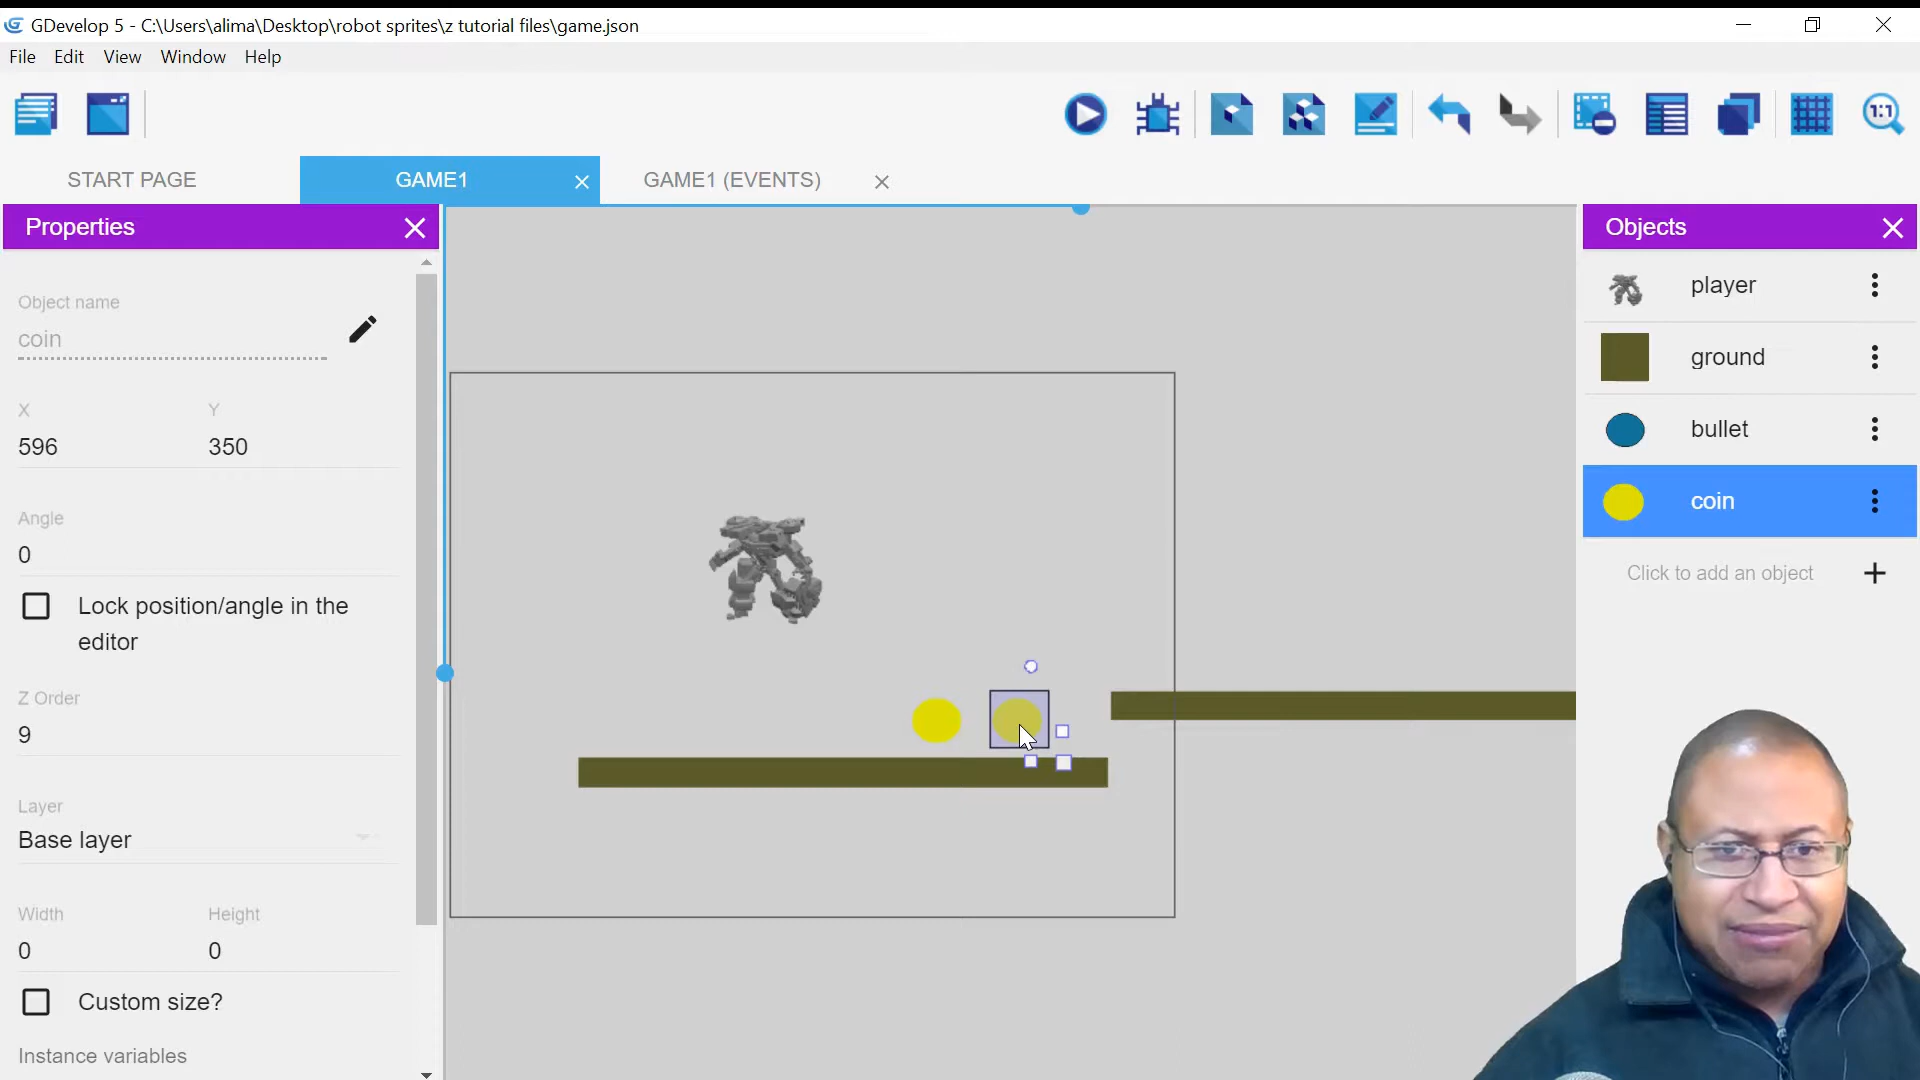 GDevelop 5 - C:\Users\alima\Desktop\robot sprites\z tutorial files\game.json
File Edit View Window Help
1:1
START PAGE
GAME1
GAME1 (EVENTS)
Properties
Object name
coin
X Y
596 350
Angle
0
Lock position/angle in the
editor
Z Order
9
Layer
Base layer
Width Height
0 0
Custom size?
Instance variables
Objects
player
ground
bullet
coin
Click to add an object